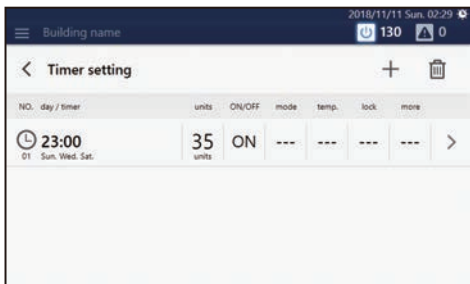 2018/11/11 Sun. 02:29
Building name 130 0
Timer setting
NO. day / timer units ON/OFF mode temp. lock more
23:00 35 ON --- --- --- ---
01 Sun. Wed. Sat. units